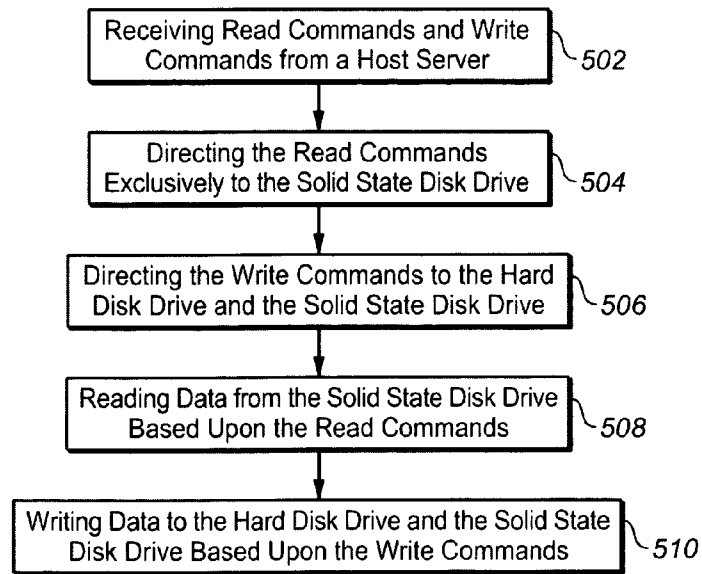 Receiving Read Commands and Write
Commands from a Host Server
502
Directing the Read Commands
Exclusively to the Solid State Disk Drive
504
Directing the Write Commands to the Hard
Disk Drive and the Solid State Disk Drive
506
Reading Data from the Solid State Disk Drive
Based Upon the Read Commands
508
Writing Data to the Hard Disk Drive and the Solid State
Disk Drive Based Upon the Write Commands
510